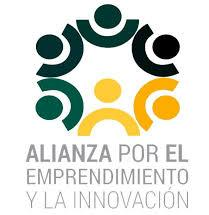 ALIANZA POR EL
EMPRENDIMIENTO
Y LA INNOVACIÓN